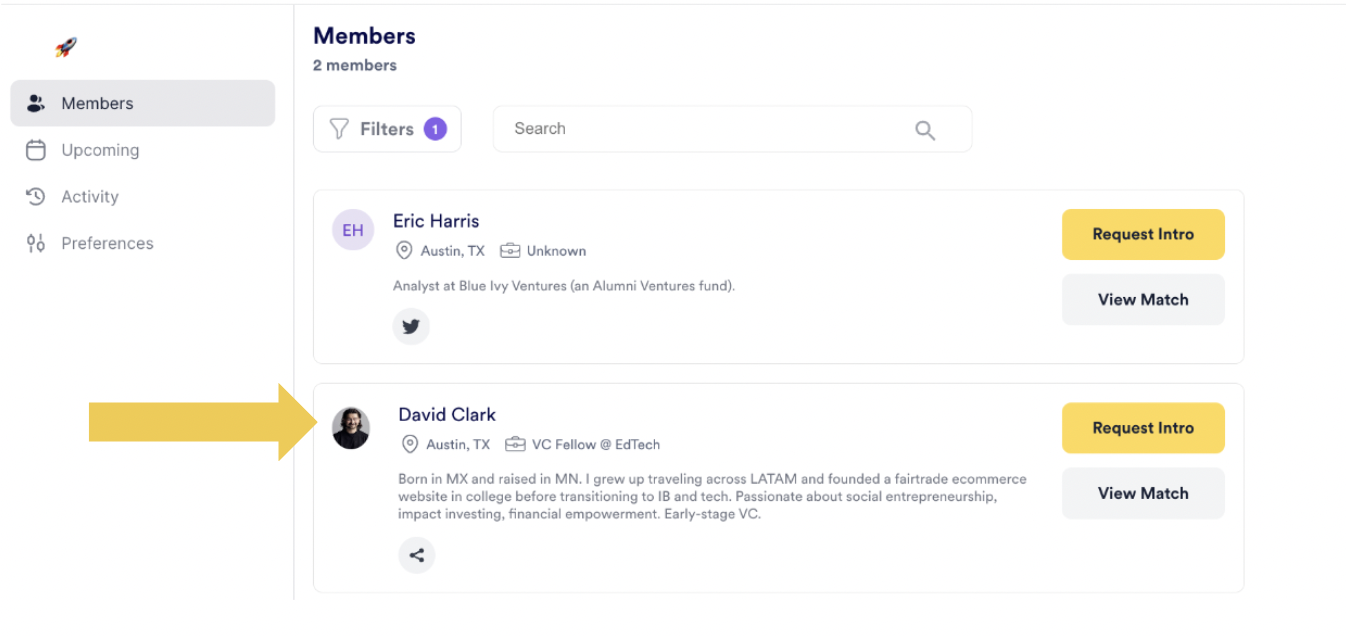 Members
2 members
Members
Upcoming
Activity
Preferences
Filters 1
Search
EH
Eric Harris
Austin, TX Unknown
Analyst at Blue Ivy Ventures (an Alumni Ventures fund).
Request Intro
View Match
David Clark
Austin, TX VC Fellow @ EdTech
Born in MX and raised in MN. I grew up traveling across LATAM and founded a fairtrade ecommerce
website in college before transitioning to IB and tech. Passionate about social entrepreneurship,
impact investing, financial empowerment. Early-stage VC.
Request Intro
View Match